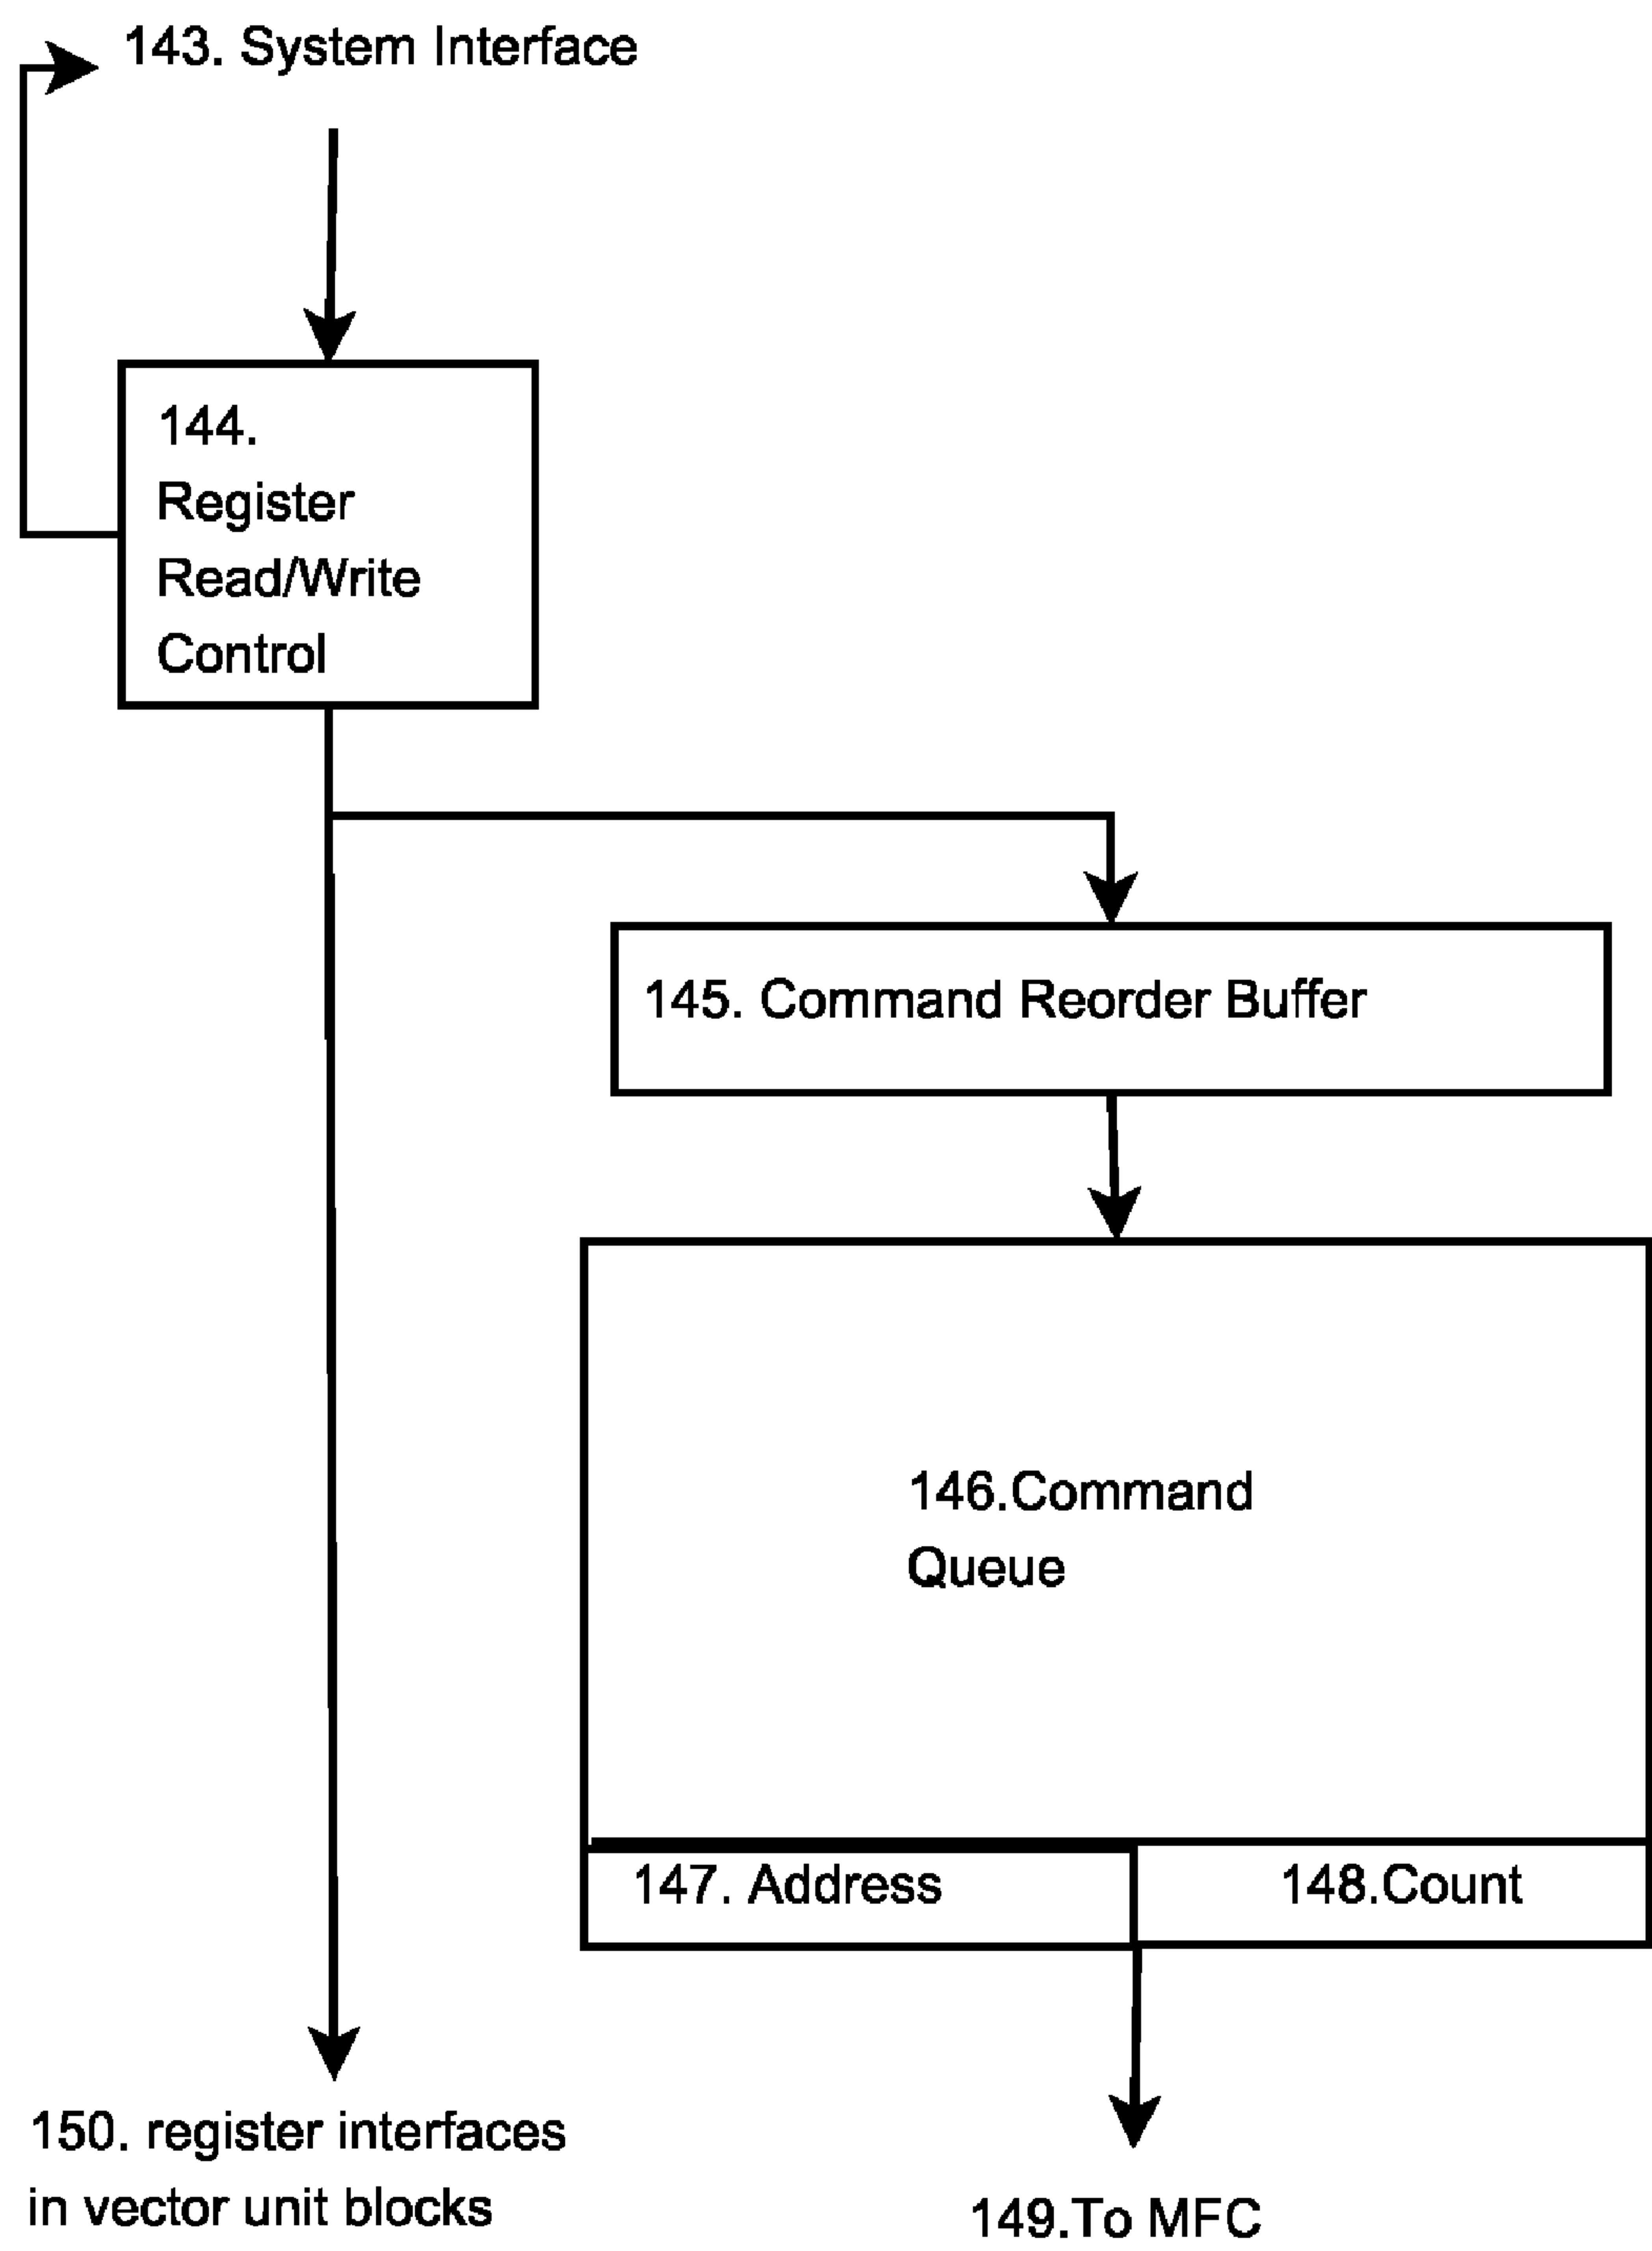 143. System Interface
144.
Register
Read/Write
Control
145. Command Reorder Buffer
146.Command
Queue
147. Address
148.Count
150. register interfaces
in vector unit blocks
149.To MFC